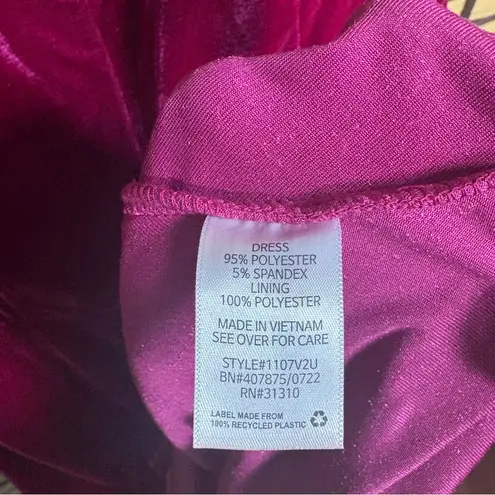 DRESS
95% POLYESTER
5% SPANDEX
LINING
100% POLYESTER
MADE IN VIETNAM
SEE OVER FOR CARE
STYLE#1107V2U
BN#407875/0722
RN#31310
LABEL MADE FROM
100% RECYCLED PLASTIC